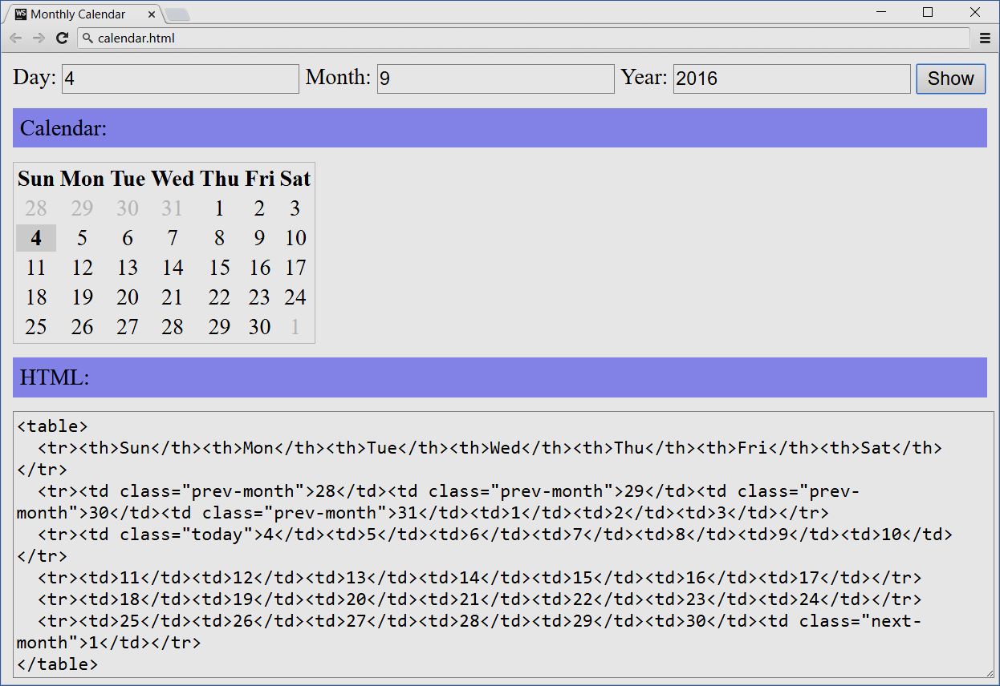 WS Monthly Calendar
calendar.html
Day: 4 Month: 9 Year: 2016 Show
Calendar:
Sun Mon Tue Wed Thu Fri Sat
28 29 30 31 1 2 3
4 5 6 7 8 9 10
11 12 13 14 15 16 17
18 19 20 21 22 23 24
25 26 27 28 29 30 1
HTML:
<table>
  <tr><th>Sun</th><th>Mon</th><th>Tue</th><th>Wed</th><th>Thu</th><th>Fri</th><th>Sat</th>
</tr>
  <tr><td class="prev-month">28</td><td class="prev-month">29</td><td class="prev-
month">30</td><td class="prev-month">31</td><td>1</td><td>2</td><td>3</td></tr>
  <tr><td class="today">4</td><td>5</td><td>6</td><td>7</td><td>8</td><td>9</td><td>10</td>
</tr>
  <tr><td>11</td><td>12</td><td>13</td><td>14</td><td>15</td><td>16</td><td>17</td></tr>
  <tr><td>18</td><td>19</td><td>20</td><td>21</td><td>22</td><td>23</td><td>24</td></tr>
  <tr><td>25</td><td>26</td><td>27</td><td>28</td><td>29</td><td>30</td><td class="next-
month">1</td></tr>
</table>